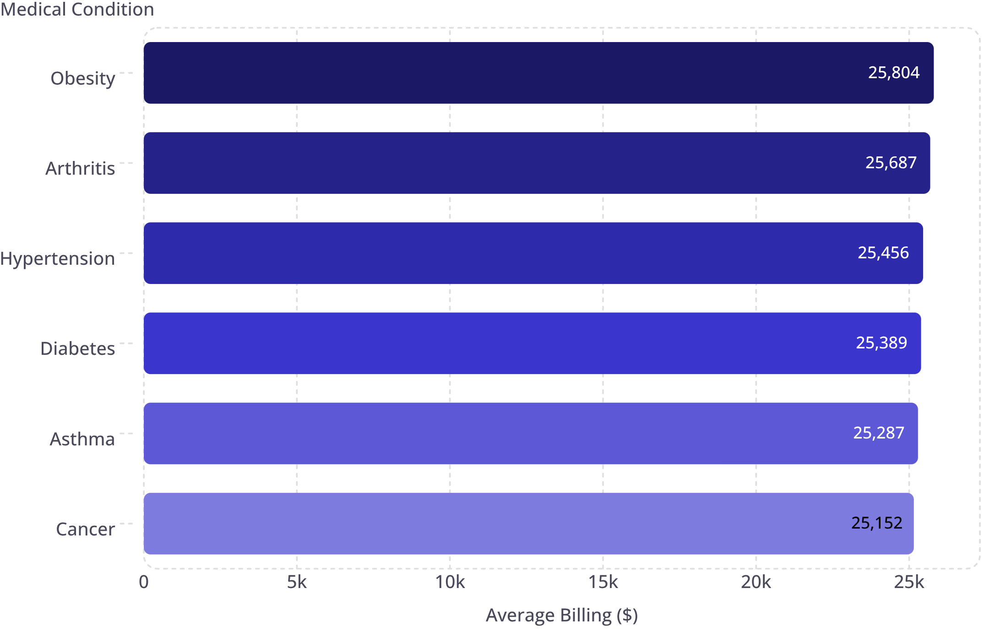 Medical Condition
Obesity 25,804
Arthritis 25,687
Hypertension 25,456
Diabetes 25,389
Asthma 25,287
Cancer 25,152
0 5k 10k 15k 20k 25k
Average Billing ($)